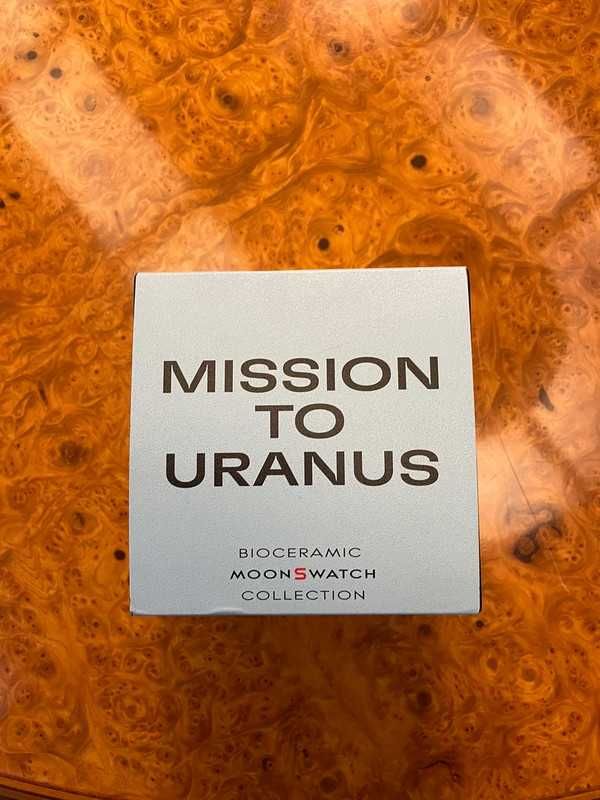 MISSION
TO
URANUS
BIOCERAMIC
MOONSWATCH
COLLECTION